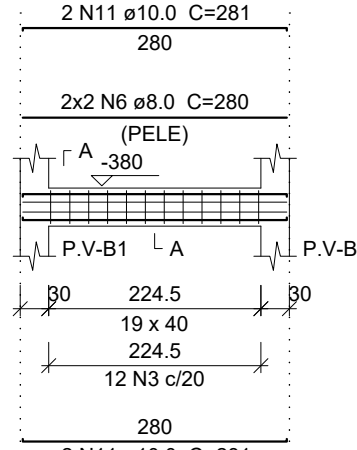 2 N11 ø10.0 C=281
280
2x2 N6 ø8.0 C=280
(PELE)
A
-380
P.V-B1
A
P.V-B
30
224.5
30
19 x 40
224.5
12 N3 c/20
280